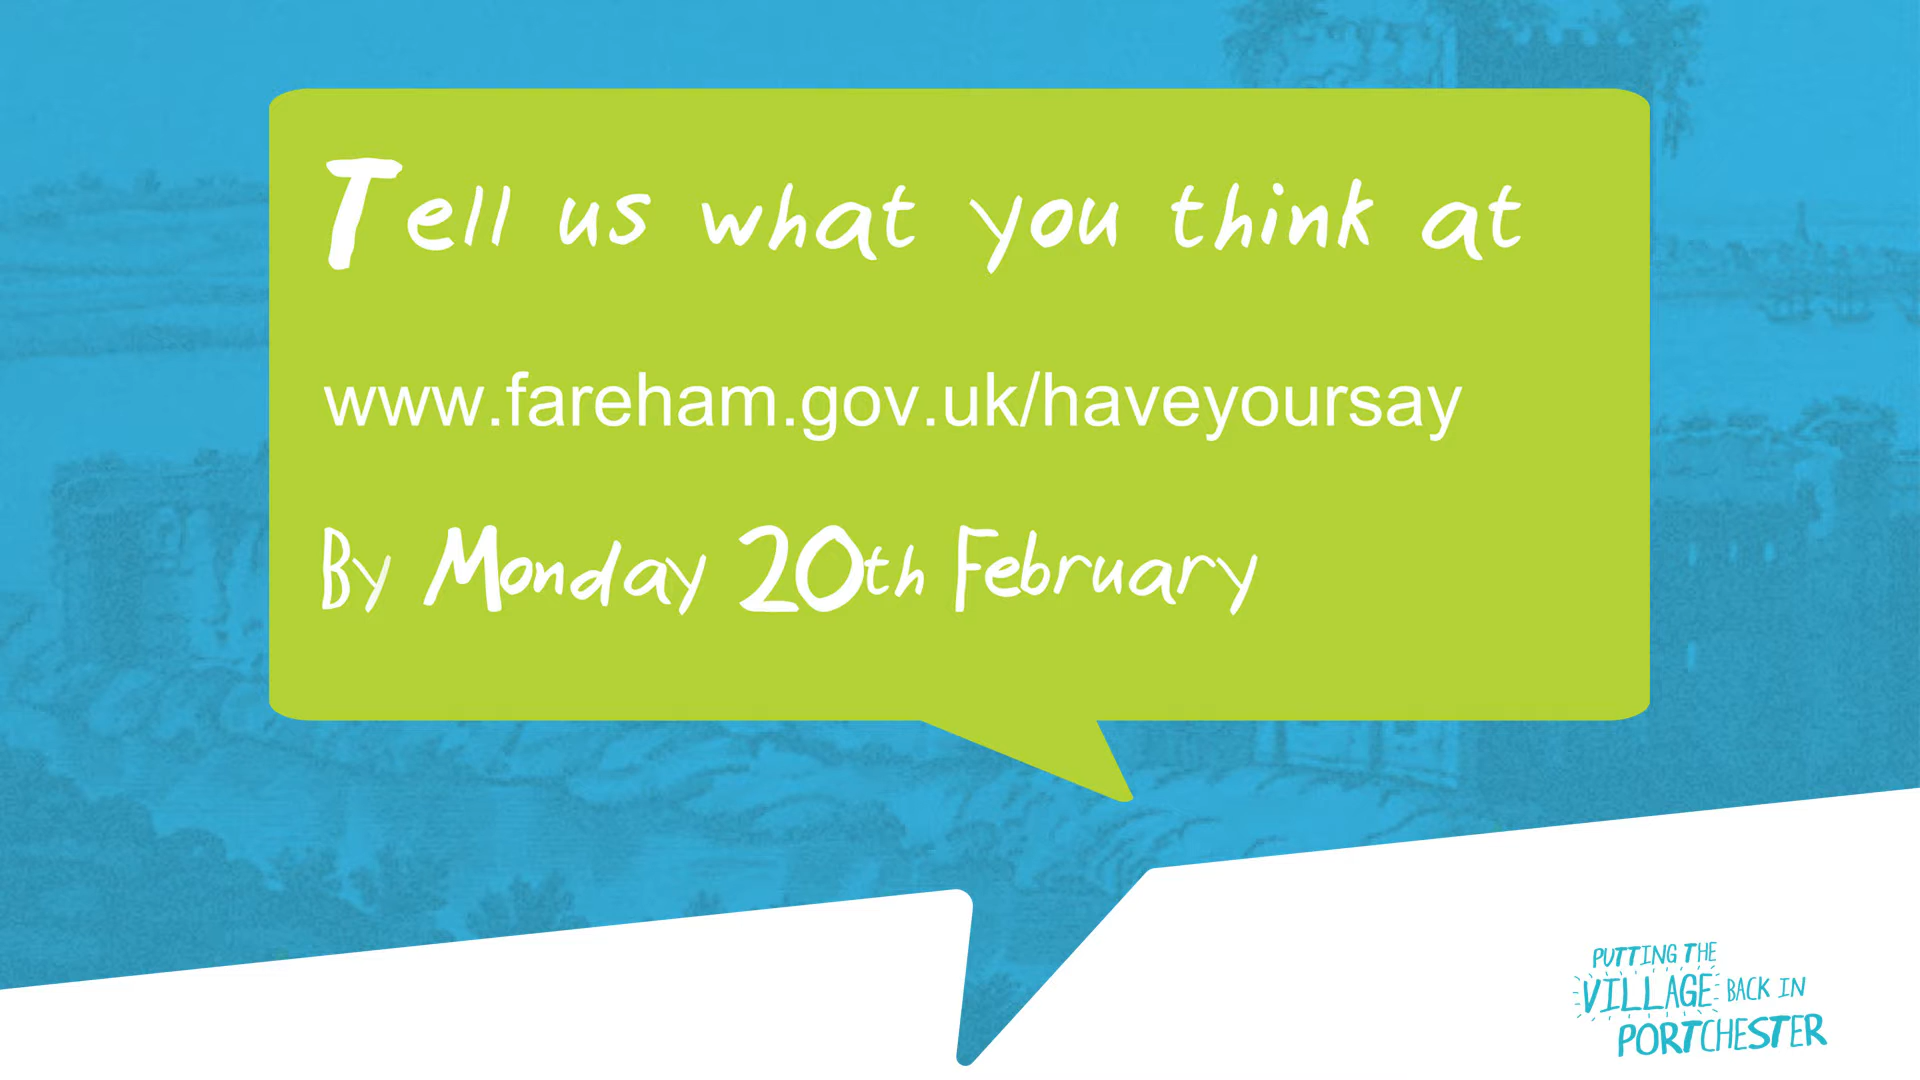 Tell us what you think at
www.fareham.gov.uk/haveyoursay
By Monday 20th February
PUTTING THE
VILLAGE BACK IN
PORTCHESTER